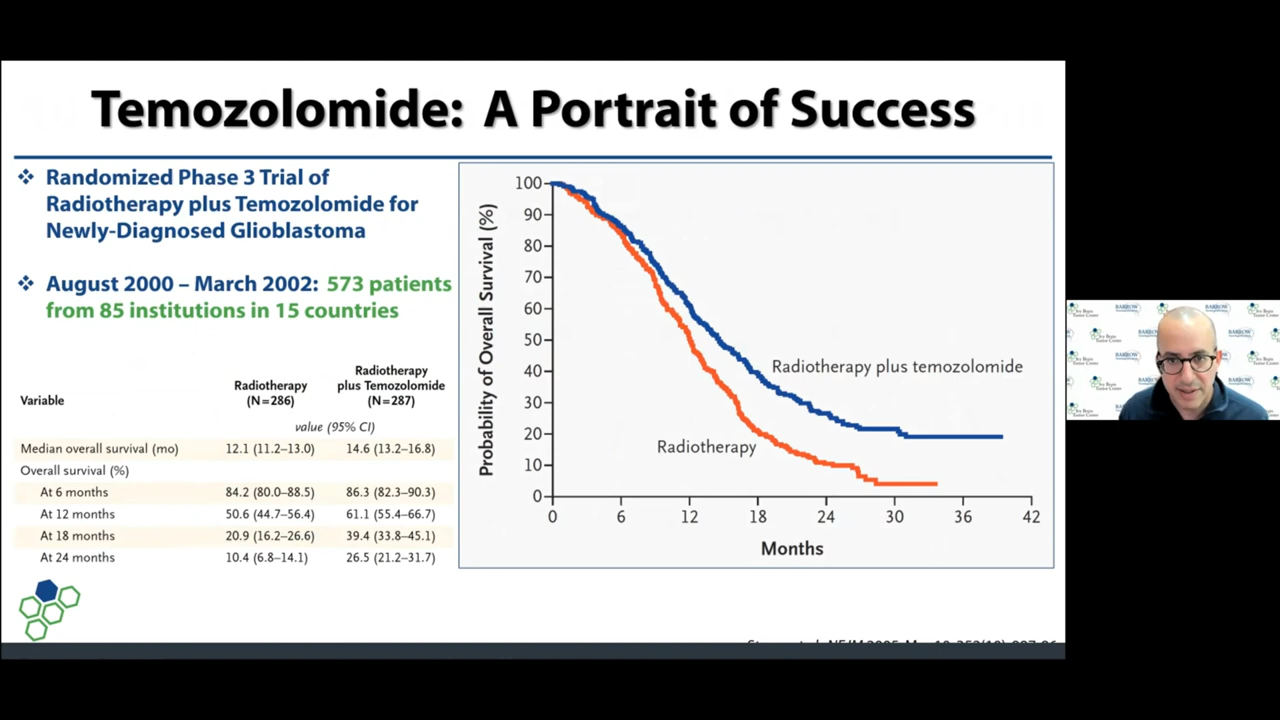 Temozolomide: A Portrait of Success
❖ Randomized Phase 3 Trial of
Radiotherapy plus Temozolomide for
Newly-Diagnosed Glioblastoma
❖ August 2000 – March 2002: 573 patients
from 85 institutions in 15 countries
Variable
Radiotherapy
(N=286)
Radiotherapy
plus Temozolomide
(N=287)
value (95% CI)
Median overall survival (mo) 12.1 (11.2–13.0) 14.6 (13.2–16.8)
Overall survival (%)
At 6 months 84.2 (80.0–88.5) 86.3 (82.3–90.3)
At 12 months 50.6 (44.7–56.4) 61.1 (55.4–66.7)
At 18 months 20.9 (16.2–26.6) 39.4 (33.8–45.1)
At 24 months 10.4 (6.8–14.1) 26.5 (21.2–31.7)
Probability of Overall Survival (%)
100
90
80
70
60
50
40
30
20
10
0
Radiotherapy plus temozolomide
Radiotherapy
0 6 12 18 24 30 36 42
Months
BARROW
Ivy Brain
Tumor Center